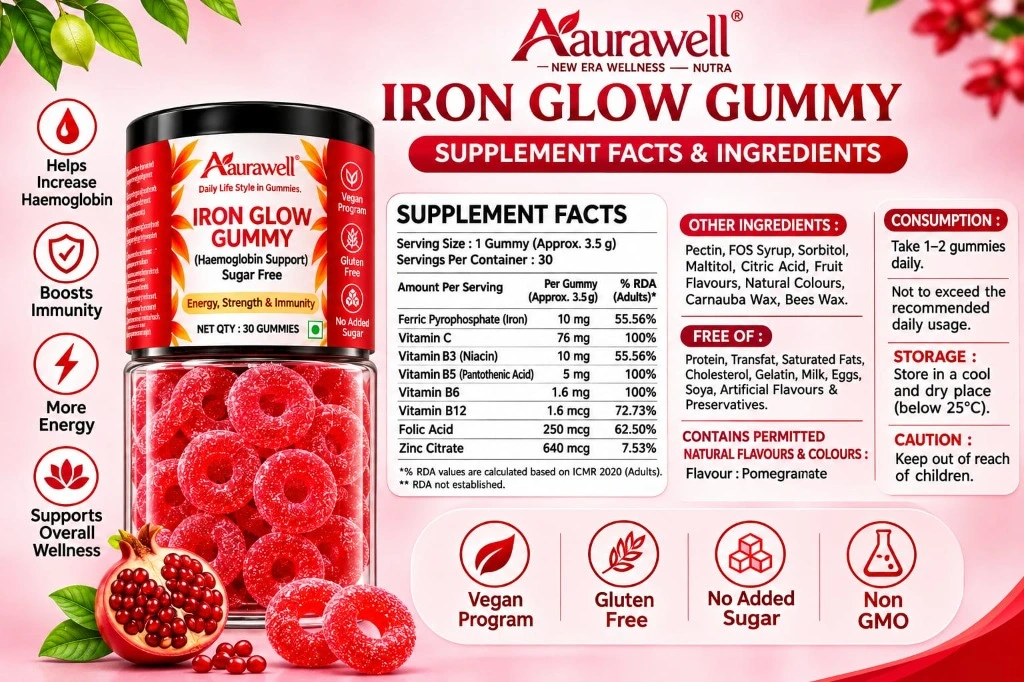 Aaurawell®
NEW ERA WELLNESS — NUTRA
IRON GLOW GUMMY
SUPPLEMENT FACTS & INGREDIENTS
Helps
Increase
Haemoglobin
Boosts
Immunity
More
Energy
Supports
Overall
Wellness
Aaurawell®
Daily Life Style in Gummies.
IRON GLOW
GUMMY
(Haemoglobin Support)
Sugar Free
Energy, Strength & Immunity
NET QTY : 30 GUMMIES
Vegan
Program
Gluten
Free
No Added
Sugar
SUPPLEMENT FACTS
Serving Size : 1 Gummy (Approx. 3.5 g)
Servings Per Container : 30
Amount Per Serving Per Gummy (Approx. 3.5g) % RDA (Adults)*
Ferric Pyrophosphate (Iron) 10 mg 55.56%
Vitamin C 76 mg 100%
Vitamin B3 (Niacin) 10 mg 55.56%
Vitamin B5 (Pantothenic Acid) 5 mg 100%
Vitamin B6 1.6 mg 100%
Vitamin B12 1.6 mcg 72.73%
Folic Acid 250 mcg 62.50%
Zinc Citrate 640 mcg 7.53%
*% RDA values are calculated based on ICMR 2020 (Adults).
** RDA not established.
OTHER INGREDIENTS :
Pectin, FOS Syrup, Sorbitol,
Maltitol, Citric Acid, Fruit
Flavours, Natural Colours,
Carnauba Wax, Bees Wax.
FREE OF :
Protein, Transfat, Saturated Fats,
Cholesterol, Gelatin, Milk, Eggs,
Soya, Artificial Flavours &
Preservatives.
CONTAINS PERMITTED
NATURAL FLAVOURS & COLOURS :
Flavour : Pomegranate
CONSUMPTION :
Take 1–2 gummies
daily.
Not to exceed the
recommended
daily usage.
STORAGE :
Store in a cool
and dry place
(below 25°C).
CAUTION :
Keep out of reach
of children.
Vegan
Program
Gluten
Free
No Added
Sugar
Non
GMO